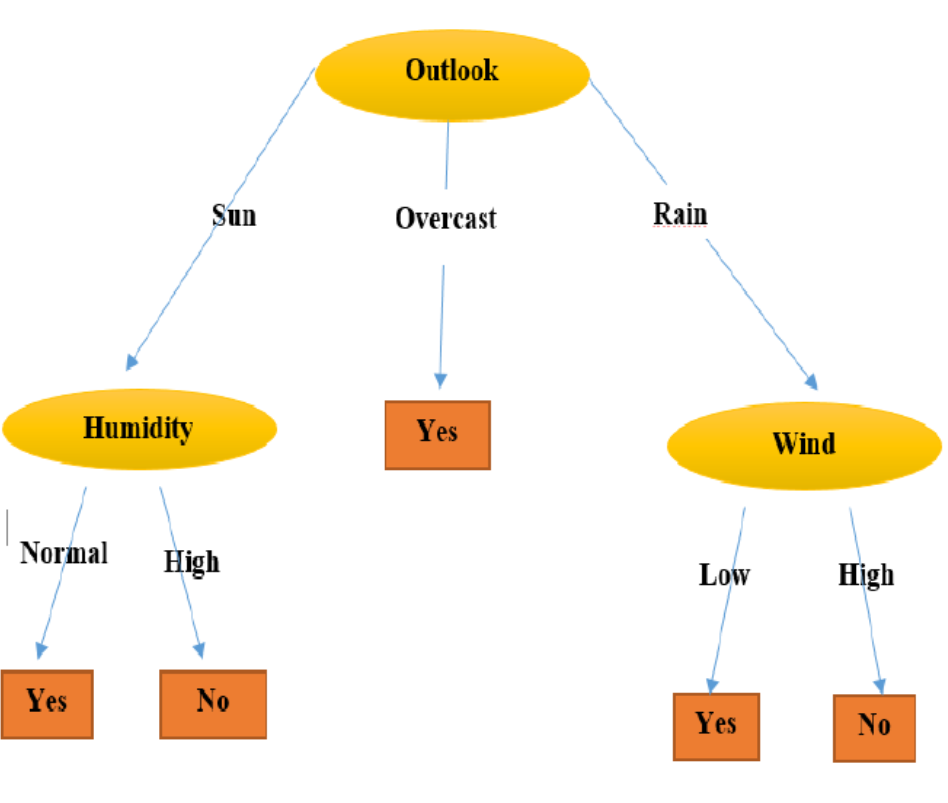 Outlook
Sun
Overcast
Rain
Humidity
Yes
Wind
Normal
High
Low
High
Yes
No
Yes
No